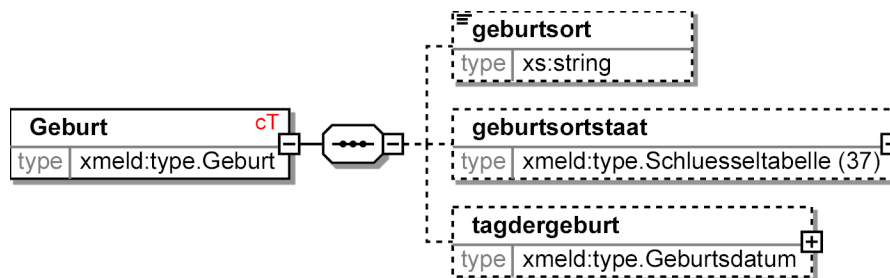 geburtsort
type xs:string
Geburt cT
type xmeld:type.Geburt
geburtsortstaat
type xmeld:type.Schluesseltabelle (37)
tagdergeburt
type xmeld:type.Geburtsdatum